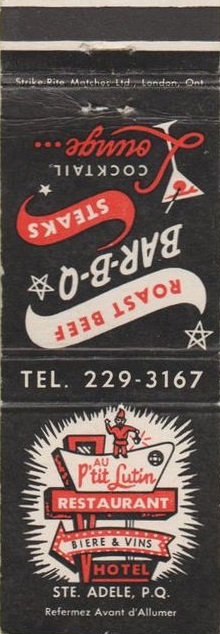 Strike-Rite Matches Ltd., London, Ont.
ROAST BEEF
BAR-B-Q
STEAKS
COCKTAIL
Lounge...
TEL. 229-3167
AU
P'tit Lutin
RESTAURANT
BIERE & VINS
HOTEL
STE. ADELE, P.Q.
Refermez Avant d'Allumer